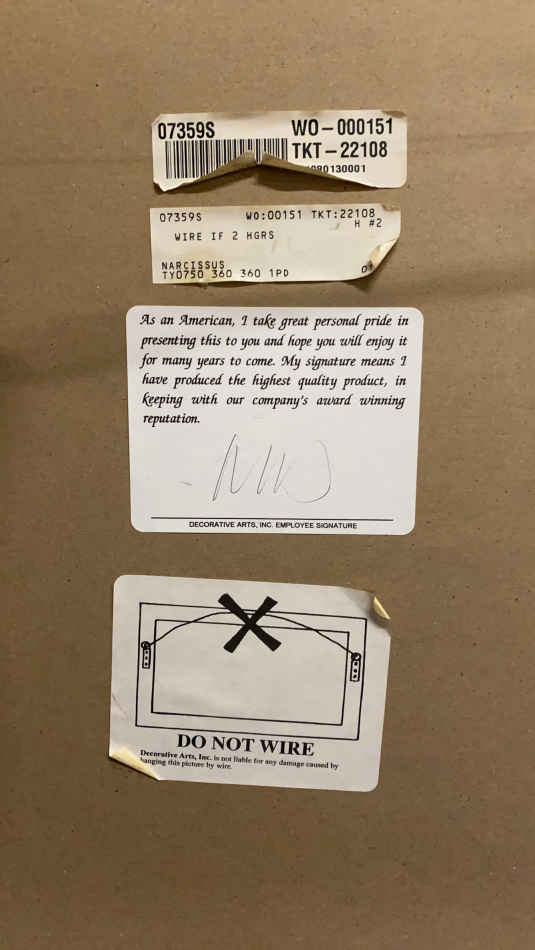 07359S
WO-000151
TKT-22108
080130001
07359S WO:00151 TKT:22108
H #2
WIRE IF 2 HGRS
NARCISSUS
TY0750 360 360 1PD
As an American, I take great personal pride in
presenting this to you and hope you will enjoy it
for many years to come. My signature means I
have produced the highest quality product, in
keeping with our company's award winning
reputation.
DECORATIVE ARTS, INC. EMPLOYEE SIGNATURE
DO NOT WIRE
Decorative Arts, Inc. is not liable for any damage caused by
hanging this picture by wire.